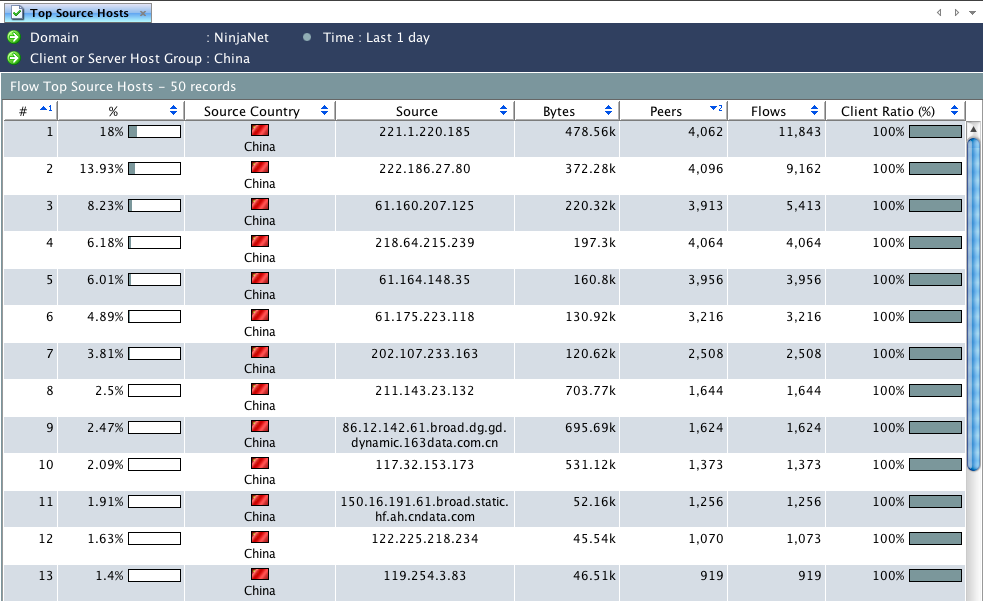 Top Source Hosts
Domain : NinjaNet Time : Last 1 day
Client or Server Host Group : China
Flow Top Source Hosts – 50 records
# 1 % Source Country Source Bytes Peers 2 Flows Client Ratio (%)
1 18% China 221.1.220.185 478.56k 4,062 11,843 100%
2 13.93% China 222.186.27.80 372.28k 4,096 9,162 100%
3 8.23% China 61.160.207.125 220.32k 3,913 5,413 100%
4 6.18% China 218.64.215.239 197.3k 4,064 4,064 100%
5 6.01% China 61.164.148.35 160.8k 3,956 3,956 100%
6 4.89% China 61.175.223.118 130.92k 3,216 3,216 100%
7 3.81% China 202.107.233.163 120.62k 2,508 2,508 100%
8 2.5% China 211.143.23.132 703.77k 1,644 1,644 100%
9 2.47% China 86.12.142.61.broad.dg.gd.
dynamic.163data.com.cn 695.69k 1,624 1,624 100%
10 2.09% China 117.32.153.173 531.12k 1,373 1,373 100%
11 1.91% China 150.16.191.61.broad.static.
hf.ah.cndata.com 52.16k 1,256 1,256 100%
12 1.63% China 122.225.218.234 45.54k 1,070 1,073 100%
13 1.4% China 119.254.3.83 46.51k 919 919 100%